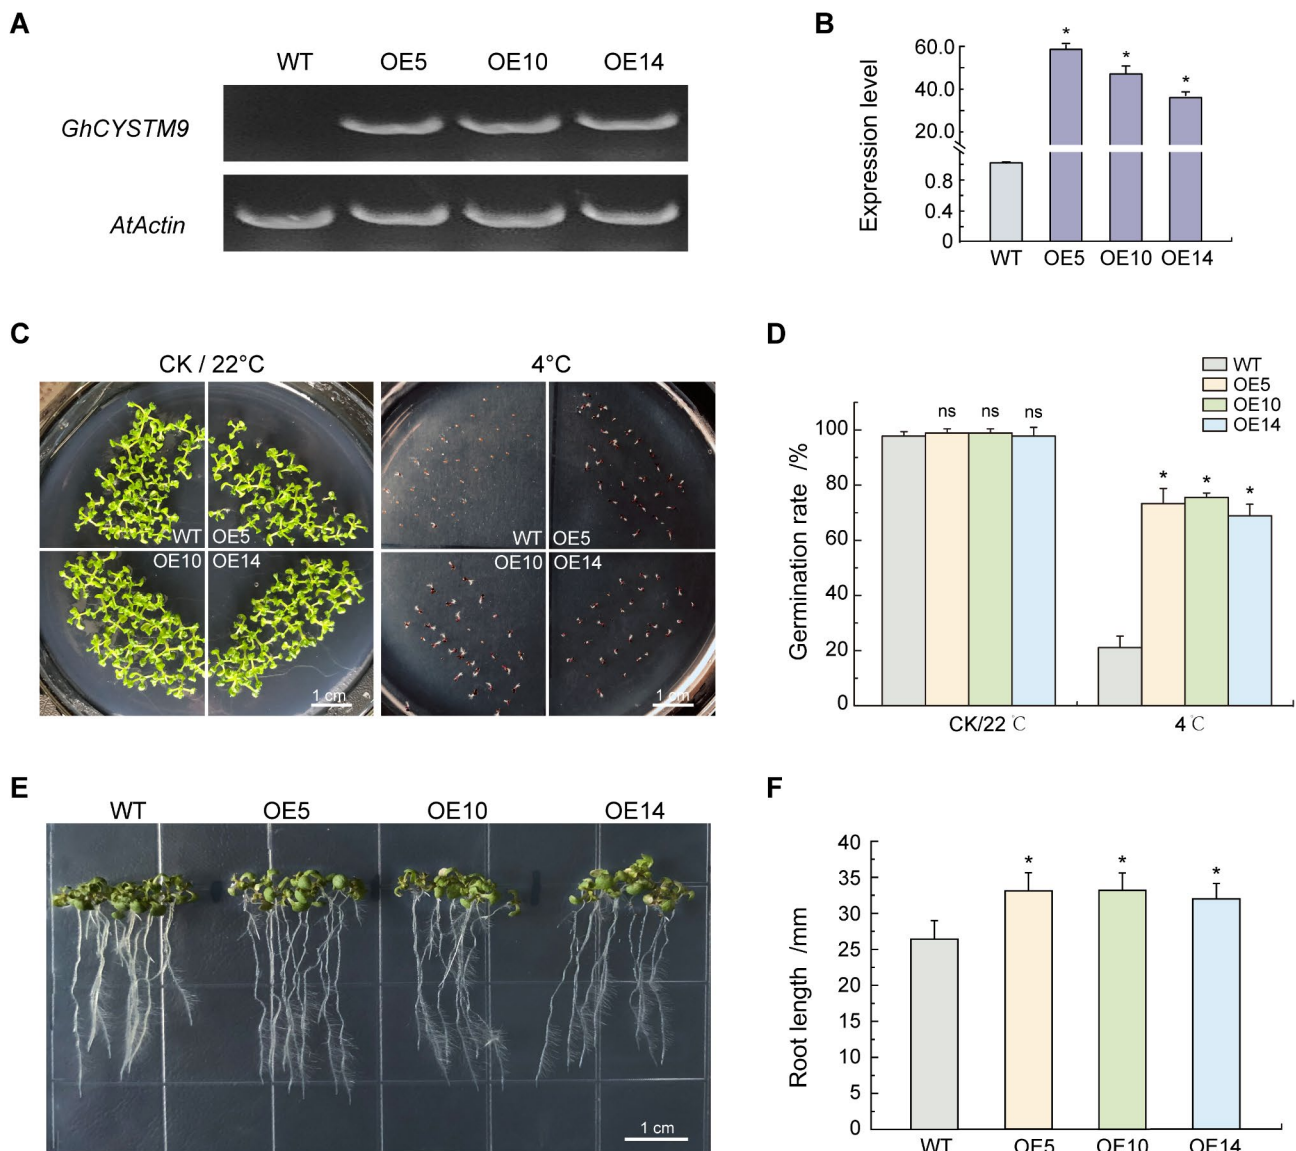 A
WT OE5 OE10 OE14
GhCYSTM9
AtActin
B
* * *
Expression level
60.0
40.0
20.0
0.8
0.4
0
WT OE5 OE10 OE14
C
CK / 22°C 4°C
WT OE5
OE10 OE14
1 cm
WT OE5
OE10 OE14
1 cm
D
WT
OE5
OE10
OE14
ns ns ns
* * *
Germination rate /%
100
80
60
40
20
0
CK/22 ℃ 4℃
E
WT OE5 OE10 OE14
1 cm
F
* * *
Root length /mm
40
35
30
25
20
15
10
5
0
WT OE5 OE10 OE14